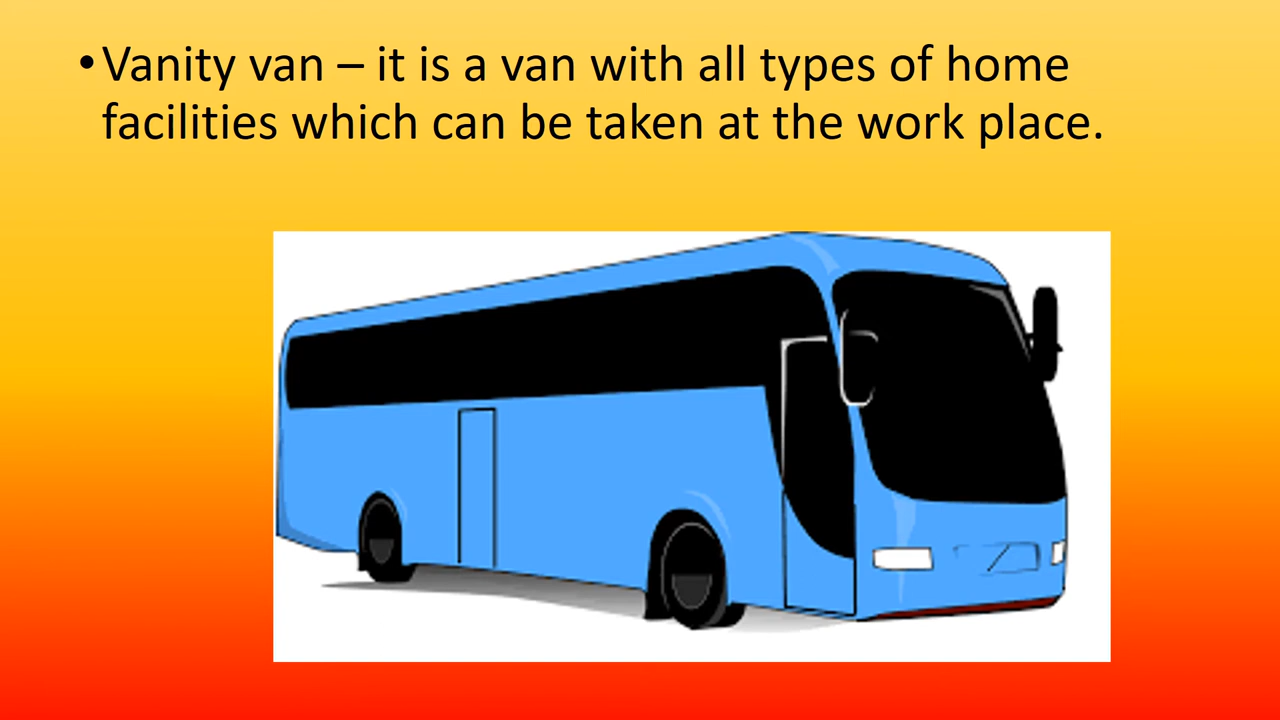 •Vanity van – it is a van with all types of home
facilities which can be taken at the work place.